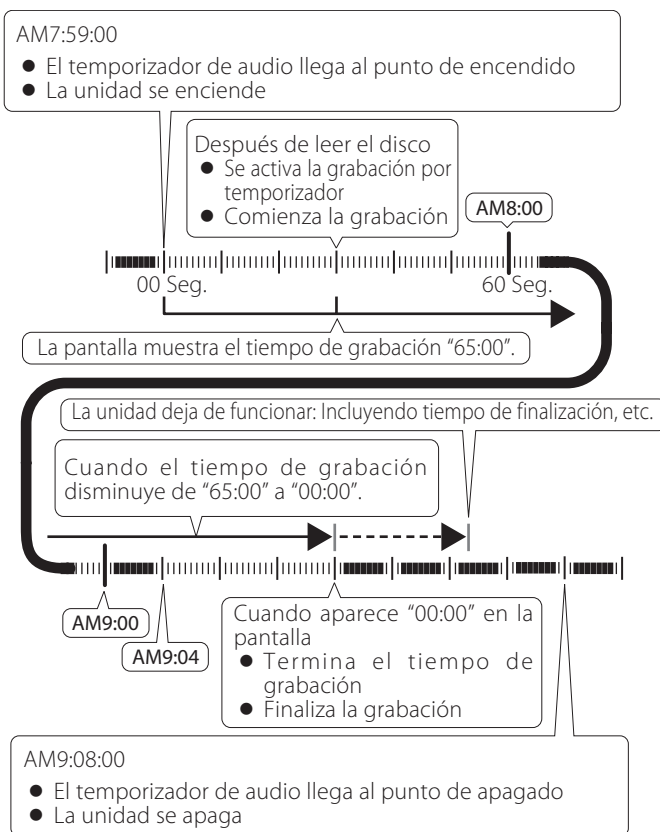 AM7:59:00
● El temporizador de audio llega al punto de encendido
● La unidad se enciende
Después de leer el disco
● Se activa la grabación por
temporizador
● Comienza la grabación
AM8:00
00 Seg.
60 Seg.
La pantalla muestra el tiempo de grabación “65:00”.
La unidad deja de funcionar: Incluyendo tiempo de finalización, etc.
Cuando el tiempo de grabación
disminuye de “65:00” a “00:00”.
AM9:00
AM9:04
Cuando aparece “00:00” en la
pantalla
● Termina el tiempo de
grabación
● Finaliza la grabación
AM9:08:00
● El temporizador de audio llega al punto de apagado
● La unidad se apaga